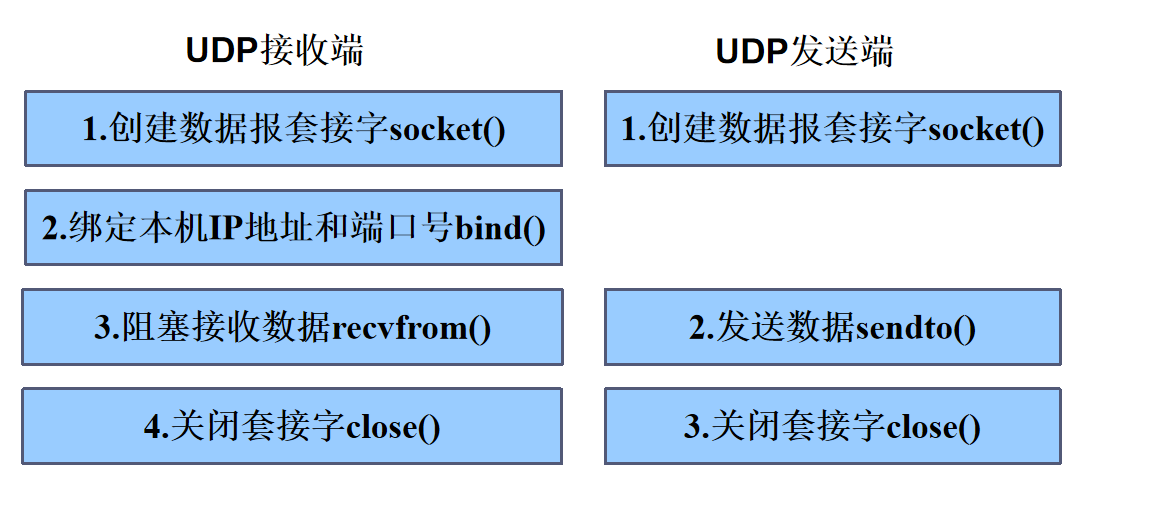 UDP接收端
1.创建数据报套接字socket()
2.绑定本机IP地址和端口号bind()
3.阻塞接收数据recvfrom()
4.关闭套接字close()
UDP发送端
1.创建数据报套接字socket()
2.发送数据sendto()
3.关闭套接字close()